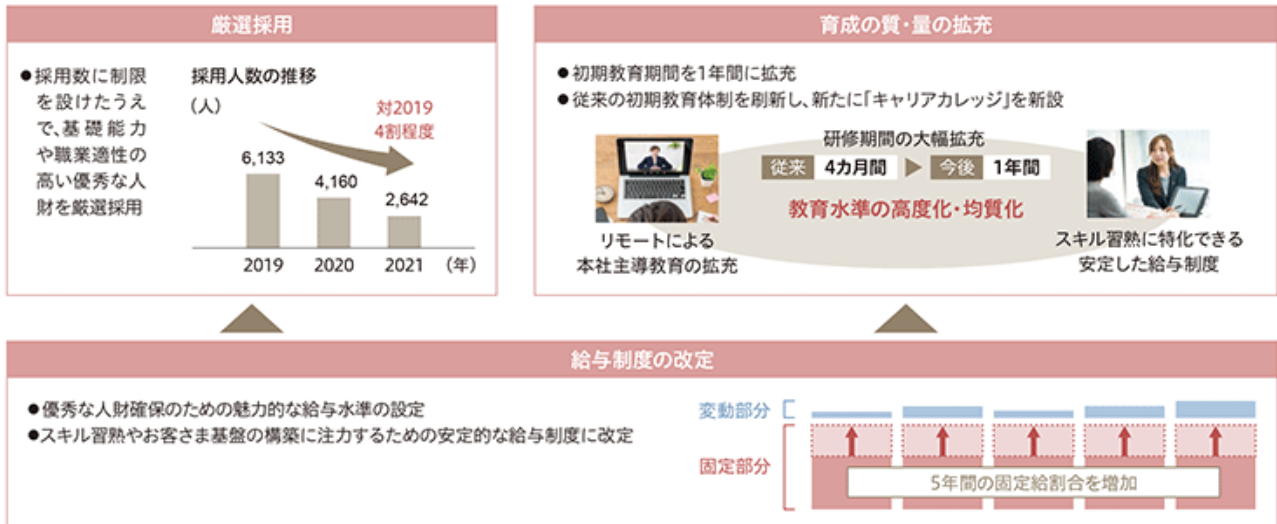 厳選採用
●採用数に制限
を設けたうえ
で、基礎能力
や職業適性の
高い優秀な人
財を厳選採用
採用人数の推移
（人）
対2019
4割程度
6,133
4,160
2,642
2019 2020 2021 （年）
育成の質・量の拡充
●初期教育期間を1年間に拡充
●従来の初期教育体制を刷新し、新たに「キャリアカレッジ」を新設
研修期間の大幅拡充
従来 4カ月間 今後 1年間
教育水準の高度化・均質化
リモートによる
本社主導教育の拡充
スキル習熟に特化できる
安定した給与制度
給与制度の改定
●優秀な人財確保のための魅力的な給与水準の設定
●スキル習熟やお客さま基盤の構築に注力するための安定的な給与制度に改定
変動部分
固定部分
5年間の固定給割合を増加